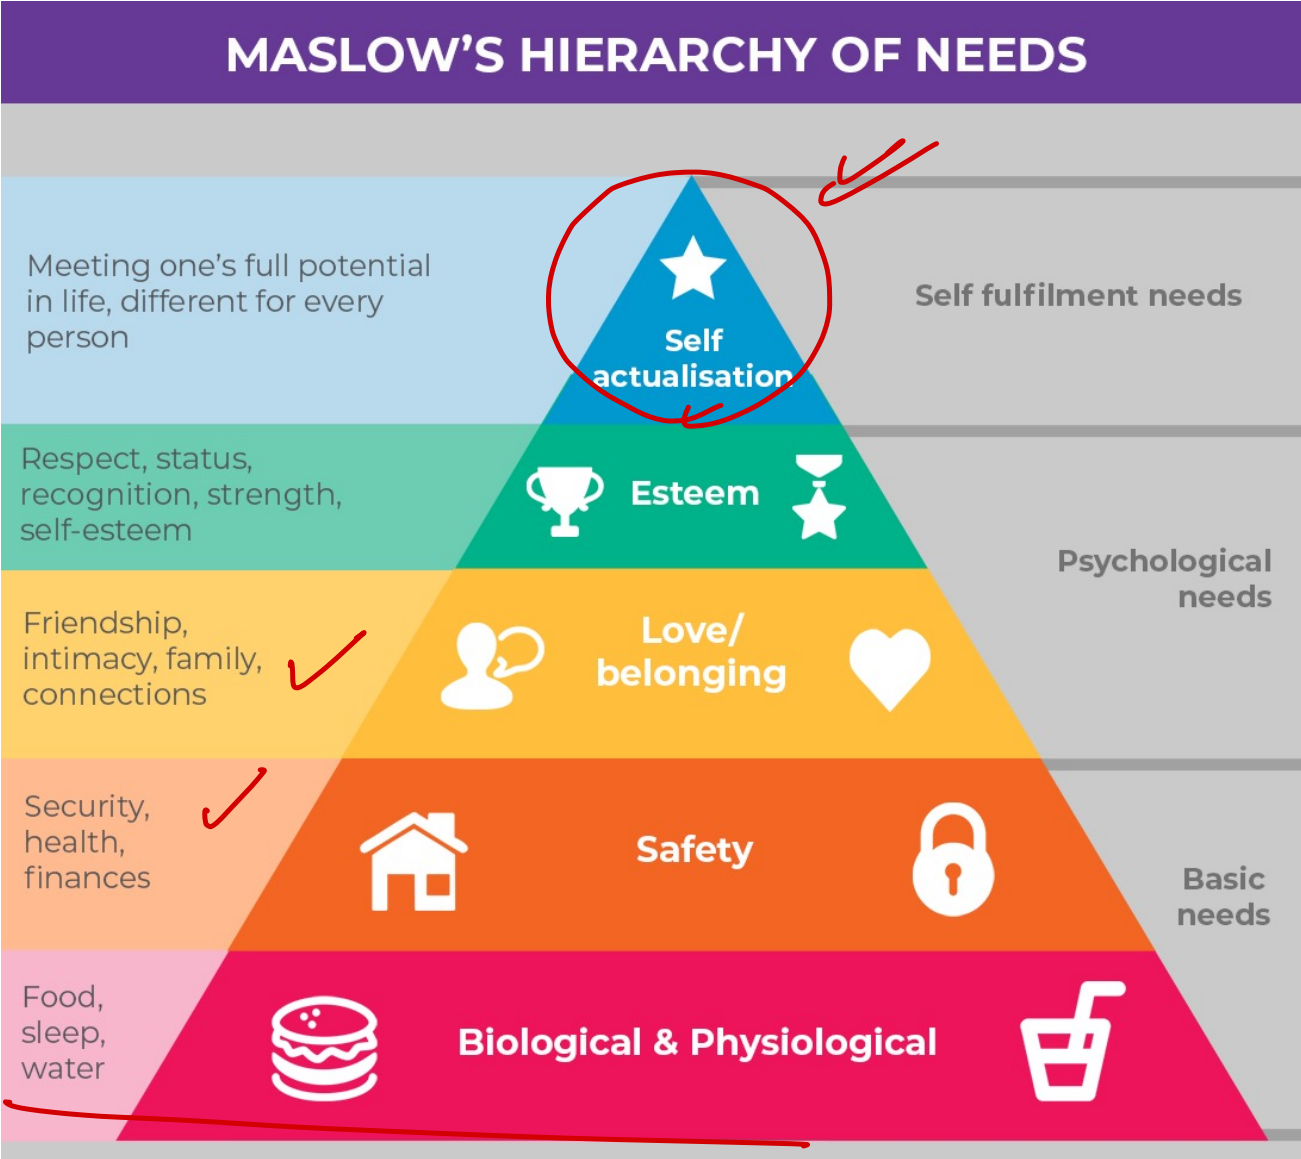 MASLOW'S HIERARCHY OF NEEDS
Meeting one's full potential
in life, different for every
person
Self
actualisation
Self fulfilment needs
Respect, status,
recognition, strength,
self-esteem
Esteem
Psychological
needs
Friendship,
intimacy, family,
connections
Love/
belonging
Security,
health,
finances
Safety
Basic
needs
Food,
sleep,
water
Biological & Physiological